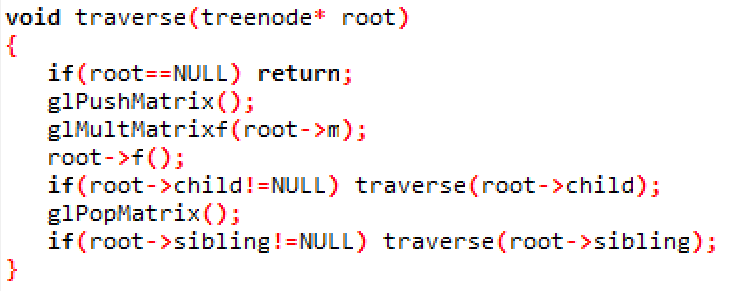 void traverse(treenode* root)
{
   if(root==NULL) return;
   glPushMatrix();
   glMultMatrixf(root->m);
   root->f();
   if(root->child!=NULL) traverse(root->child);
   glPopMatrix();
   if(root->sibling!=NULL) traverse(root->sibling);
}